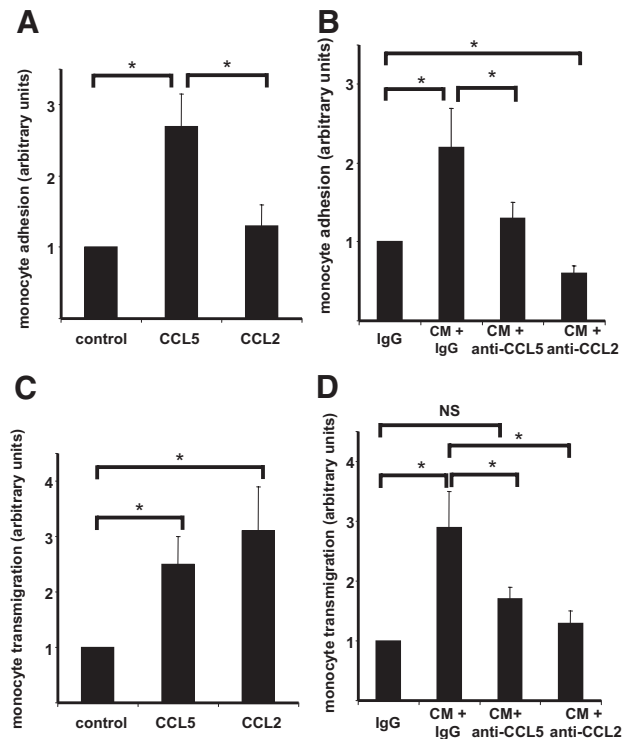 A
monocyte adhesion (arbitrary units)
3
2
1
*
*
control
CCL5
CCL2
B
monocyte adhesion (arbitrary units)
3
2
1
*
*
*
IgG
CM +
IgG
CM +
anti-CCL5
CM +
anti-CCL2
C
monocyte transmigration (arbitrary units)
4
3
2
1
*
*
control
CCL5
CCL2
D
monocyte transmigration (arbitrary units)
4
3
2
1
NS
*
*
*
IgG
CM +
IgG
CM+
anti-CCL5
CM +
anti-CCL2